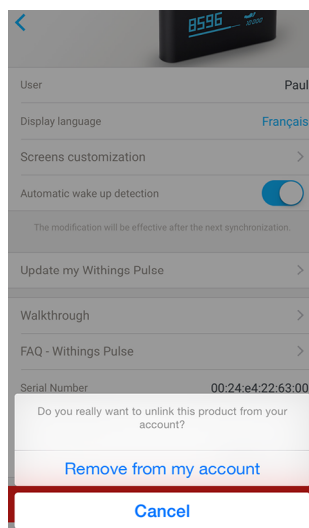 8596
10 000
User Paul
Display language Français
Screens customization
Automatic wake up detection
The modification will be effective after the next synchronization.
Update my Withings Pulse
Walkthrough
FAQ - Withings Pulse
Serial Number 00:24:e4:22:63:00
Do you really want to unlink this product from your
account?
Remove from my account
Cancel